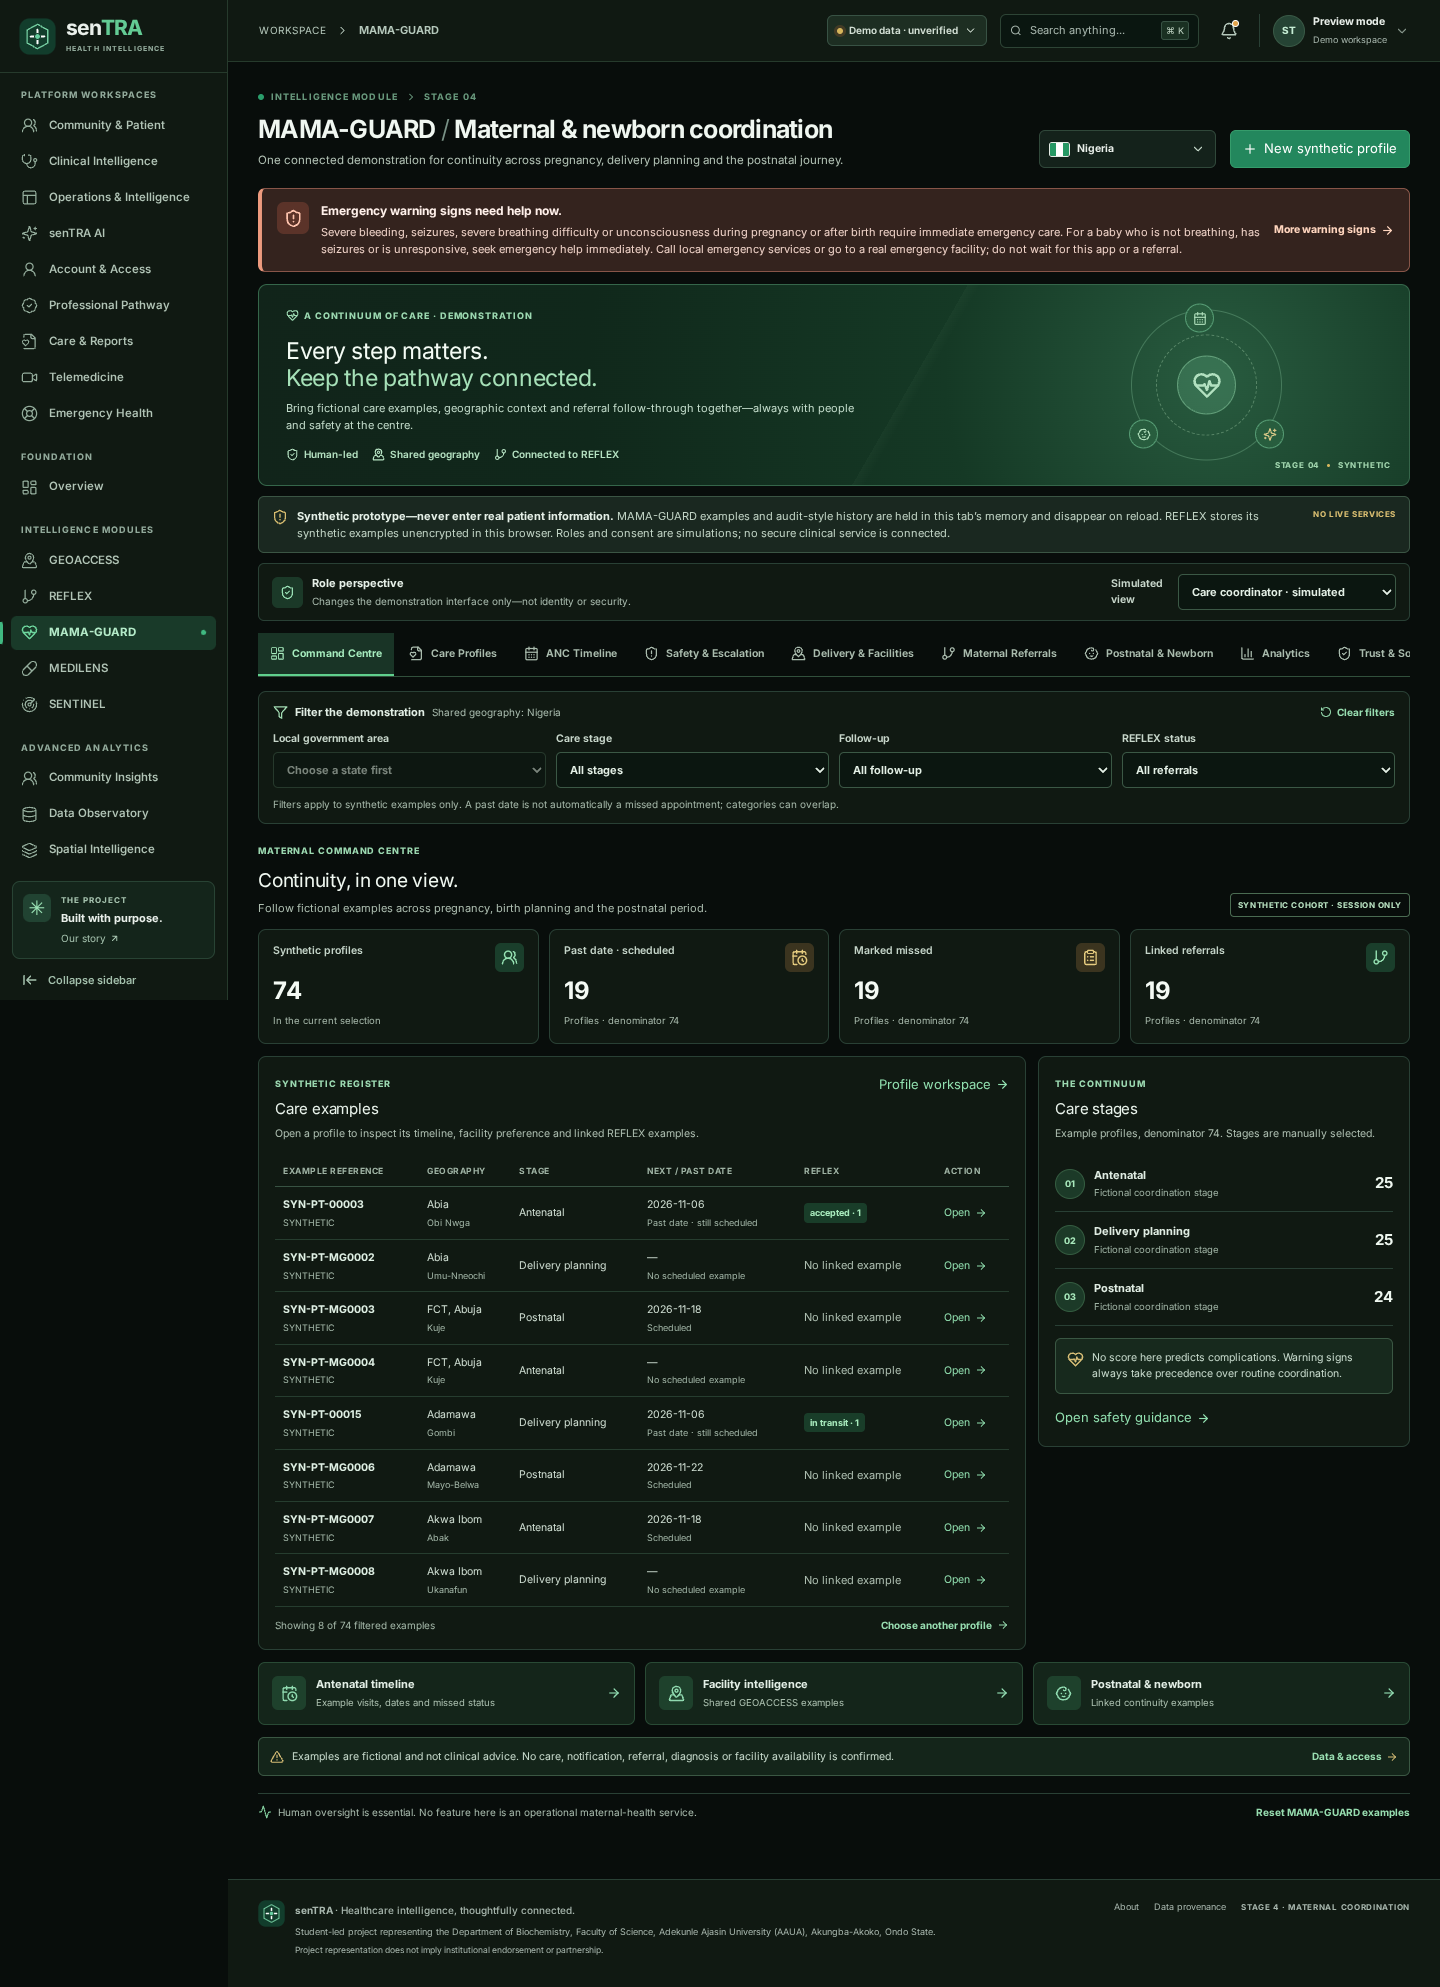 senTRA
HEALTH INTELLIGENCE
PLATFORM WORKSPACES
Community & Patient
Clinical Intelligence
Operations & Intelligence
senTRA AI
Account & Access
Professional Pathway
Care & Reports
Telemedicine
Emergency Health
FOUNDATION
Overview
INTELLIGENCE MODULES
GEOACCESS
REFLEX
MAMA-GUARD
MEDILENS
SENTINEL
ADVANCED ANALYTICS
Community Insights
Data Observatory
Spatial Intelligence
THE PROJECT
Built with purpose.
Our story
Collapse sidebar
WORKSPACE > MAMA-GUARD
Demo data · unverified
Search anything...
⌘ K
ST
Preview mode
Demo workspace
INTELLIGENCE MODULE > STAGE 04
MAMA-GUARD / Maternal & newborn coordination
One connected demonstration for continuity across pregnancy, delivery planning and the postnatal journey.
Nigeria
+ New synthetic profile
Emergency warning signs need help now.
Severe bleeding, seizures, severe breathing difficulty or unconsciousness during pregnancy or after birth require immediate emergency care. For a baby who is not breathing, has
seizures or is unresponsive, seek emergency help immediately. Call local emergency services or go to a real emergency facility; do not wait for this app or a referral.
More warning signs →
A CONTINUUM OF CARE · DEMONSTRATION
Every step matters.
Keep the pathway connected.
Bring fictional care examples, geographic context and referral follow-through together—always with people
and safety at the centre.
Human-led
Shared geography
Connected to REFLEX
STAGE 04 • SYNTHETIC
Synthetic prototype—never enter real patient information. MAMA-GUARD examples and audit-style history are held in this tab's memory and disappear on reload. REFLEX stores its
synthetic examples unencrypted in this browser. Roles and consent are simulations; no secure clinical service is connected.
NO LIVE SERVICES
Role perspective
Changes the demonstration interface only—not identity or security.
Simulated
view
Care coordinator · simulated
Command Centre
Care Profiles
ANC Timeline
Safety & Escalation
Delivery & Facilities
Maternal Referrals
Postnatal & Newborn
Analytics
Trust & So
Filter the demonstration Shared geography: Nigeria
Clear filters
Local government area
Care stage
Follow-up
REFLEX status
Choose a state first
All stages
All follow-up
All referrals
Filters apply to synthetic examples only. A past date is not automatically a missed appointment; categories can overlap.
MATERNAL COMMAND CENTRE
Continuity, in one view.
Follow fictional examples across pregnancy, birth planning and the postnatal period.
SYNTHETIC COHORT · SESSION ONLY
Synthetic profiles
74
In the current selection
Past date · scheduled
19
Profiles · denominator 74
Marked missed
19
Profiles · denominator 74
Linked referrals
19
Profiles · denominator 74
SYNTHETIC REGISTER
Care examples
Open a profile to inspect its timeline, facility preference and linked REFLEX examples.
Profile workspace →
EXAMPLE REFERENCE GEOGRAPHY STAGE NEXT / PAST DATE REFLEX ACTION
SYN-PT-00003 Abia 2026-11-06
Antenatal accepted · 1 Open →
SYNTHETIC Obi Nwga Past date · still scheduled
SYN-PT-MG0002 Abia —
Delivery planning No linked example Open →
SYNTHETIC Umu-Nneochi No scheduled example
SYN-PT-MG0003 FCT, Abuja 2026-11-18
Postnatal No linked example Open →
SYNTHETIC Kuje Scheduled
SYN-PT-MG0004 FCT, Abuja —
Antenatal No linked example Open →
SYNTHETIC Kuje No scheduled example
SYN-PT-00015 Adamawa 2026-11-06
Delivery planning in transit · 1 Open →
SYNTHETIC Gombi Past date · still scheduled
SYN-PT-MG0006 Adamawa 2026-11-22
Postnatal No linked example Open →
SYNTHETIC Mayo-Belwa Scheduled
SYN-PT-MG0007 Akwa Ibom 2026-11-18
Antenatal No linked example Open →
SYNTHETIC Abak Scheduled
SYN-PT-MG0008 Akwa Ibom —
Delivery planning No linked example Open →
SYNTHETIC Ukanafun No scheduled example
Showing 8 of 74 filtered examples
Choose another profile →
THE CONTINUUM
Care stages
Example profiles, denominator 74. Stages are manually selected.
01 Antenatal 25
Fictional coordination stage
02 Delivery planning 25
Fictional coordination stage
03 Postnatal 24
Fictional coordination stage
No score here predicts complications. Warning signs
always take precedence over routine coordination.
Open safety guidance →
Antenatal timeline
Example visits, dates and missed status
Facility intelligence
Shared GEOACCESS examples
Postnatal & newborn
Linked continuity examples
Examples are fictional and not clinical advice. No care, notification, referral, diagnosis or facility availability is confirmed.
Data & access →
Human oversight is essential. No feature here is an operational maternal-health service.
Reset MAMA-GUARD examples
senTRA · Healthcare intelligence, thoughtfully connected.
Student-led project representing the Department of Biochemistry, Faculty of Science, Adekunle Ajasin University (AAUA), Akungba-Akoko, Ondo State.
Project representation does not imply institutional endorsement or partnership.
About
Data provenance
STAGE 4 · MATERNAL COORDINATION